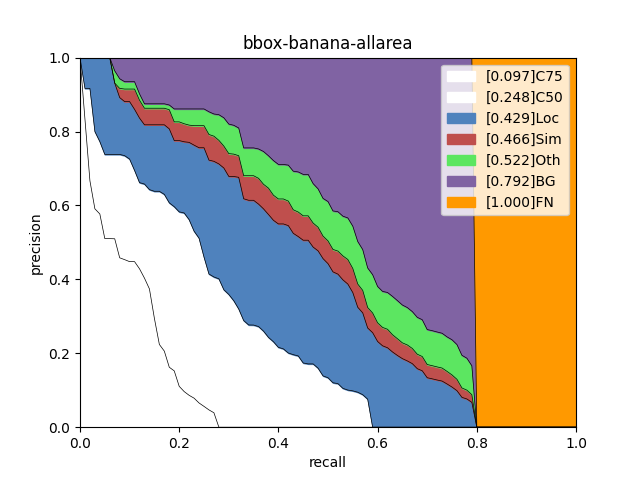 bbox-banana-allarea
1.0
0.8
0.6
0.4
0.2
0.0
precision
[0.097]C75
[0.248]C50
[0.429]Loc
[0.466]Sim
[0.522]Oth
[0.792]BG
[1.000]FN
0.0 0.2 0.4 0.6 0.8 1.0
recall